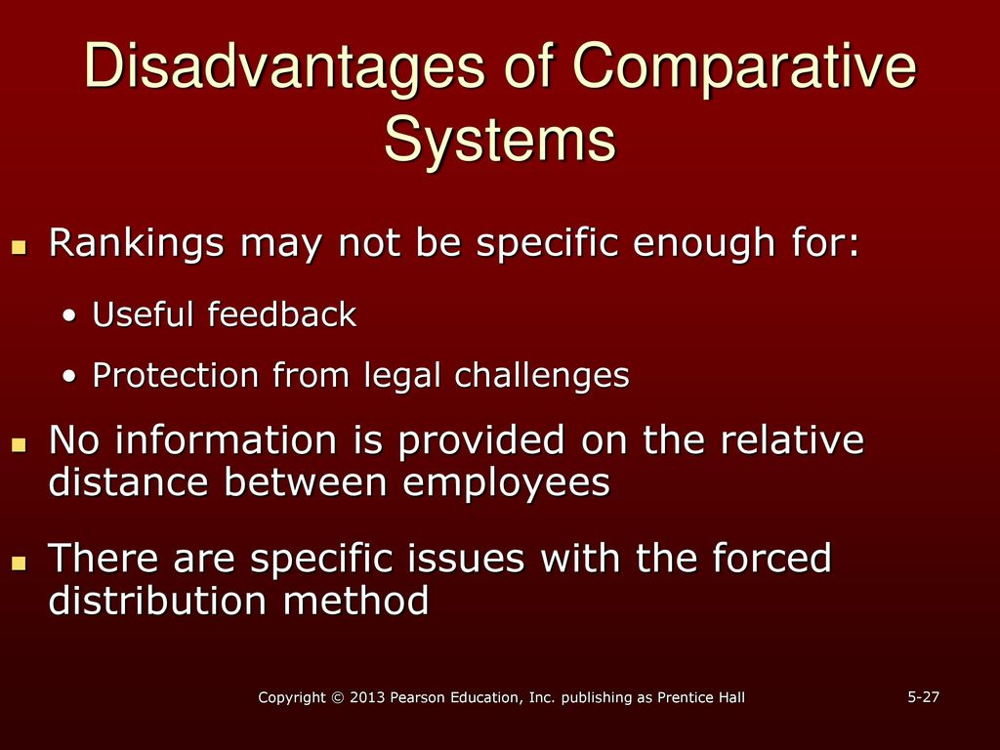 Disadvantages of Comparative
Systems
Rankings may not be specific enough for:
• Useful feedback
• Protection from legal challenges
No information is provided on the relative
distance between employees
There are specific issues with the forced
distribution method
Copyright © 2013 Pearson Education, Inc. publishing as Prentice Hall
5-27